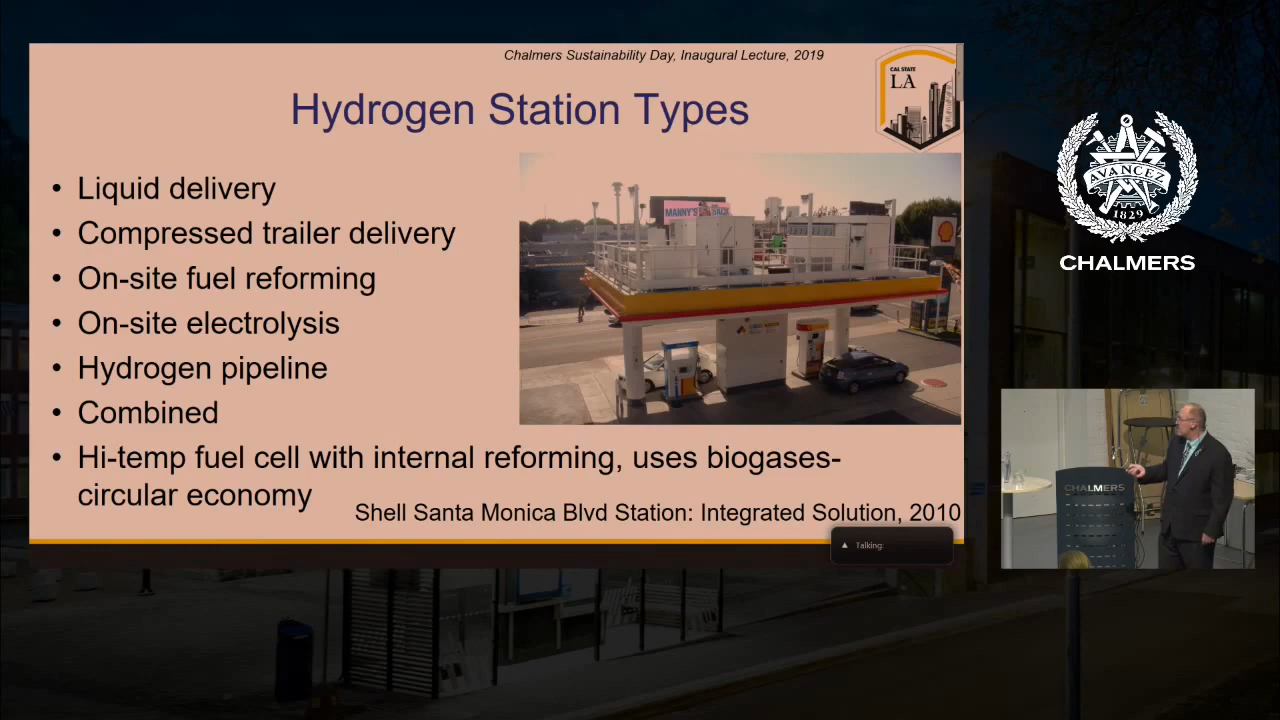 Chalmers Sustainability Day, Inaugural Lecture, 2019
CAL STATE
LA
Hydrogen Station Types
• Liquid delivery
• Compressed trailer delivery
• On-site fuel reforming
• On-site electrolysis
• Hydrogen pipeline
• Combined
• Hi-temp fuel cell with internal reforming, uses biogases-
circular economy
MANNY'S
BACK
Shell Santa Monica Blvd Station: Integrated Solution, 2010
Talking:
AVANCEZ
1829
CHALMERS
CHALMERS